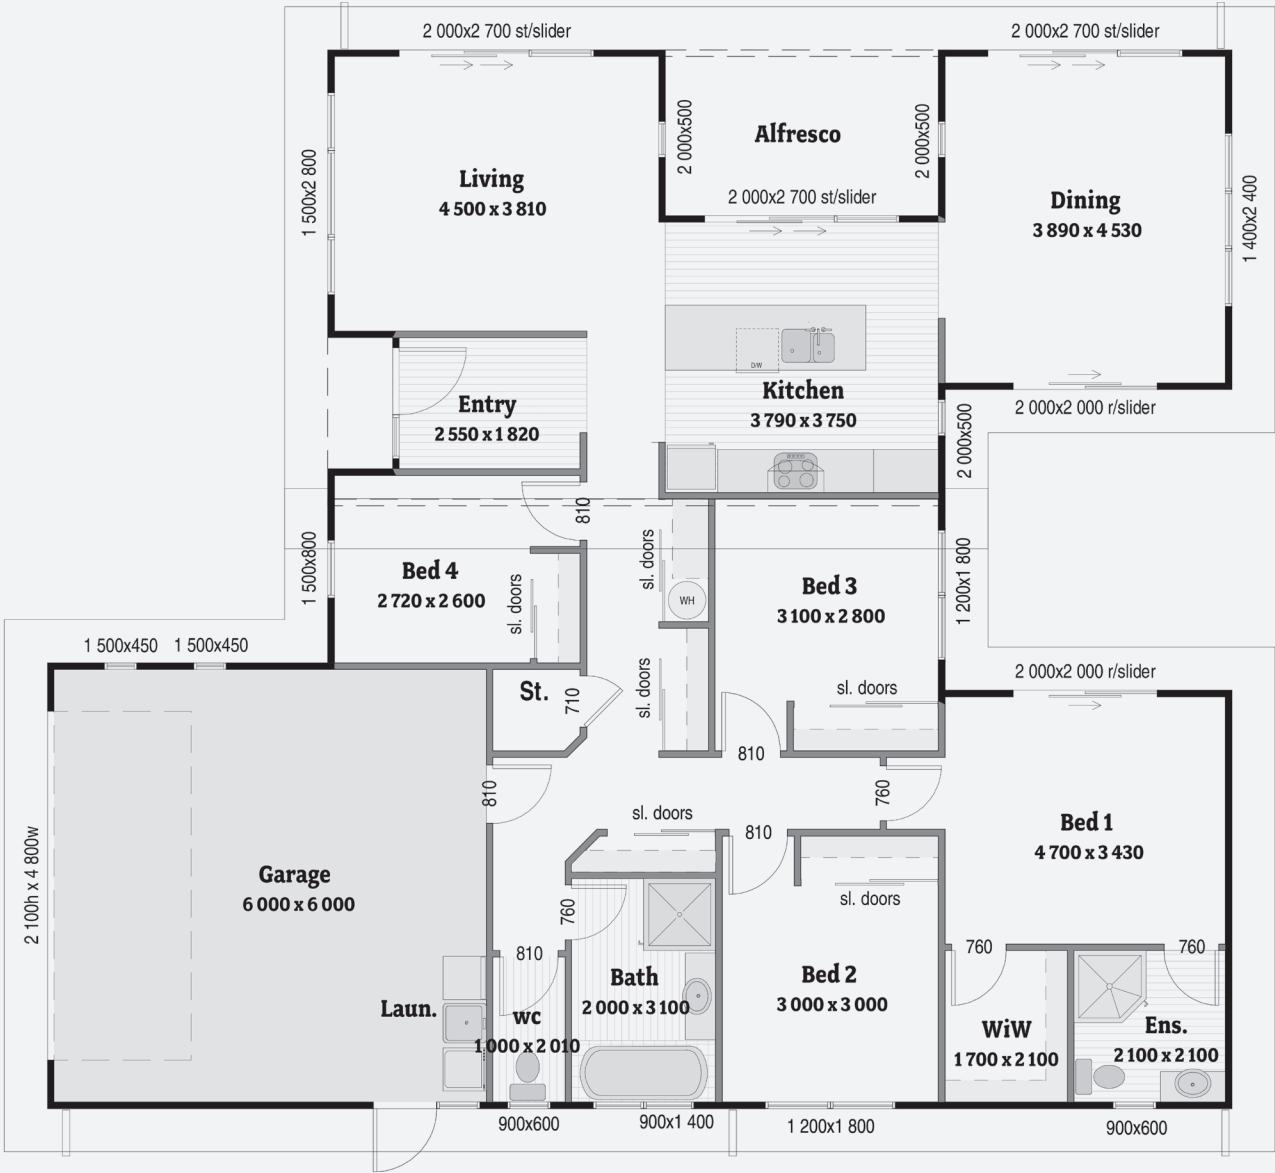 2 000x2 700 st/slider
2 000x2 700 st/slider
2 000x500
2 000x500
Alfresco
1 500x2 800
Living
4 500 x 3 810
2 000x2 700 st/slider
Dining
3 890 x 4 530
1 400x2 400
D/W
Kitchen
3 790 x 3 750
Entry
2 550 x 1 820
2 000x2 000 r/slider
2 000x500
810
1 500x800
Bed 4
2 720 x 2 600
sl. doors
sl. doors
WH
Bed 3
3 100 x 2 800
1 200x1 800
1 500x450
1 500x450
St.
710
sl. doors
sl. doors
2 000x2 000 r/slider
810
810
760
sl. doors
810
Bed 1
4 700 x 3 430
2 100h x 4 800w
Garage
6 000 x 6 000
760
sl. doors
810
760
760
Bath
2 000 x 3 100
Bed 2
3 000 x 3 000
Laun.
wc
1 000 x 2 010
WiW
1 700 x 2 100
Ens.
2 100 x 2 100
900x600
900x1 400
1 200x1 800
900x600